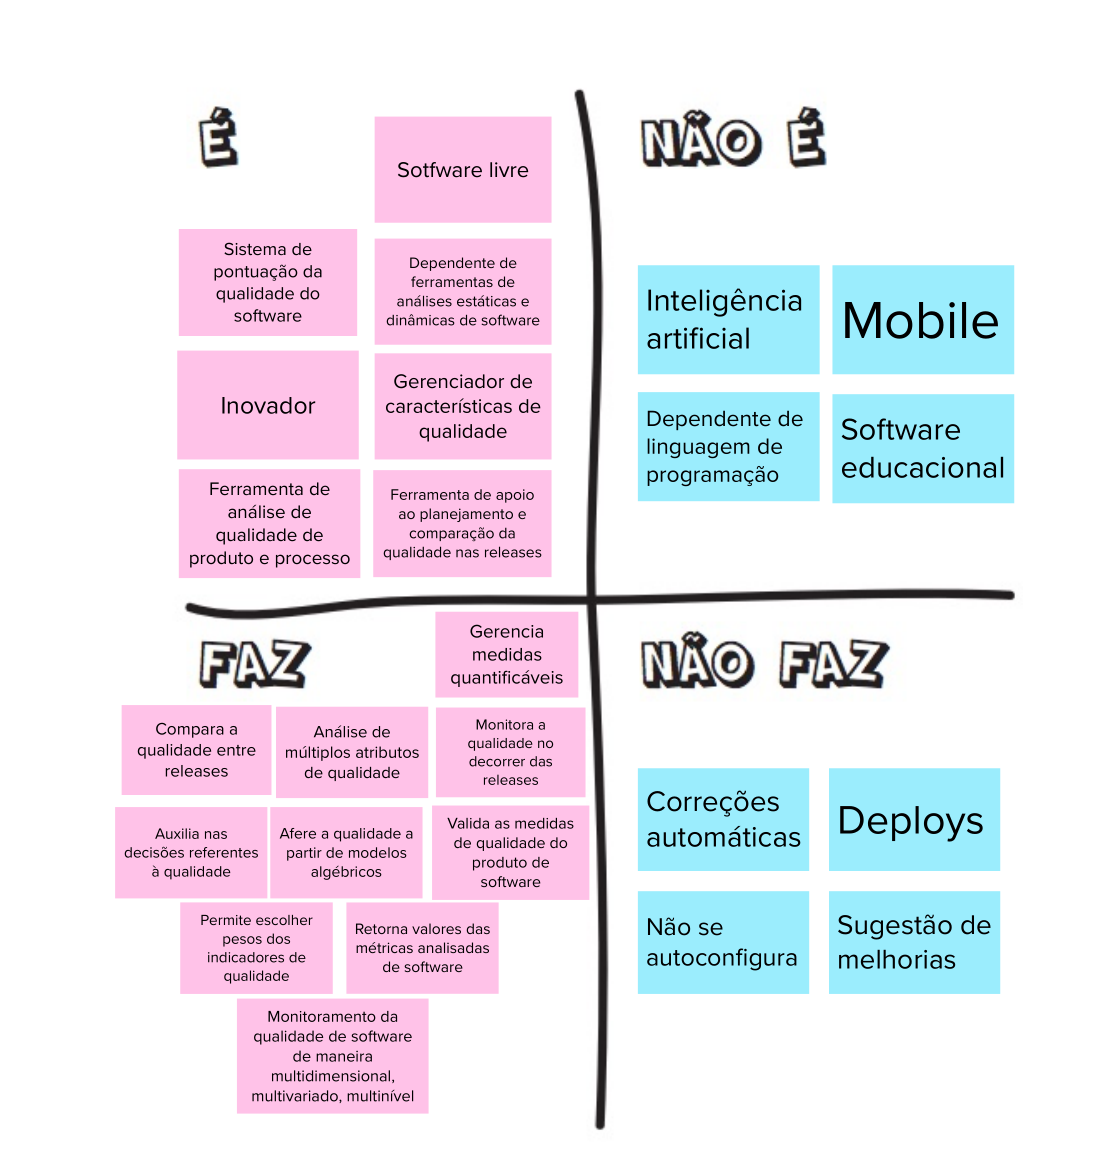 É
Sotfware livre
Sistema de
pontuação da
qualidade do
software
Dependente de
ferramentas de
análises estáticas e
dinâmicas de software
Inovador
Gerenciador de
características de
qualidade
Ferramenta de
análise de
qualidade de
produto e processo
Ferramenta de apoio
ao planejamento e
comparação da
qualidade nas releases
NÃO É
Inteligência
artificial
Mobile
Dependente de
linguagem de
programação
Software
educacional
FAZ
Gerencia
medidas
quantificáveis
Compara a
qualidade entre
releases
Análise de
múltiplos atributos
de qualidade
Monitora a
qualidade no
decorrer das
releases
Auxilia nas
decisões referentes
à qualidade
Afere a qualidade a
partir de modelos
algébricos
Valida as medidas
de qualidade do
produto de
software
Permite escolher
pesos dos
indicadores de
qualidade
Retorna valores das
métricas analisadas
de software
Monitoramento da
qualidade de software
de maneira
multidimensional,
multivariado, multinível
NÃO FAZ
Correções
automáticas
Deploys
Não se
autoconfigura
Sugestão de
melhorias